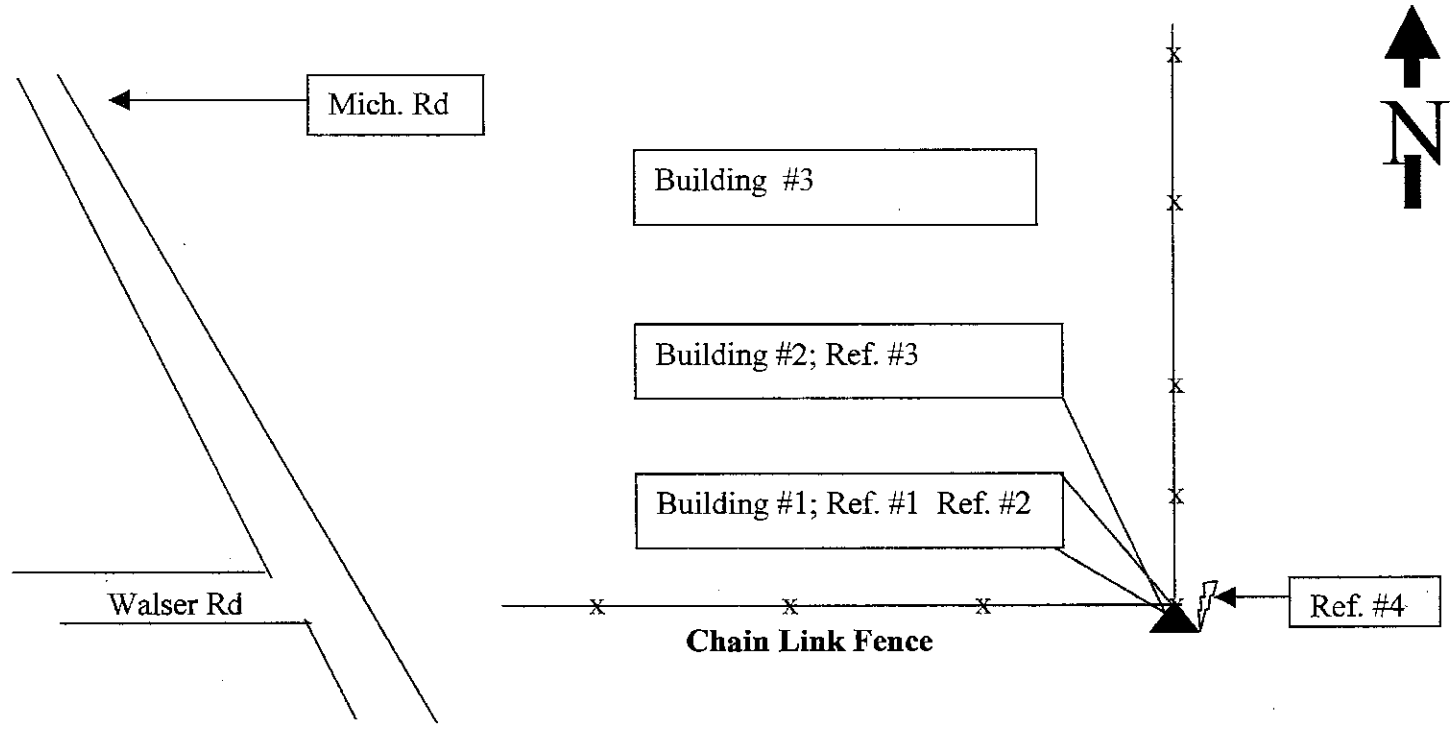 Mich. Rd
N
Building #3
Building #2; Ref. #3
Building #1; Ref. #1 Ref. #2
Walser Rd
Ref. #4
x
x
x
x
x
x
x
x
Chain Link Fence